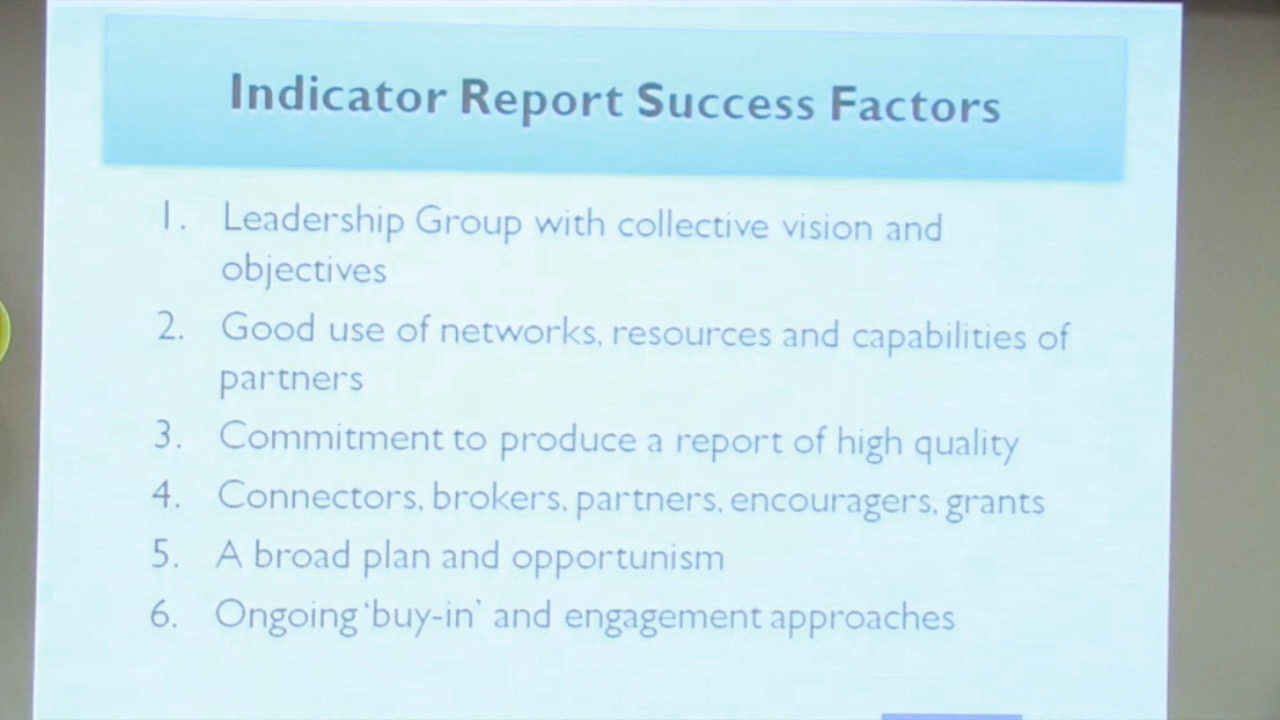 Indicator Report Success Factors
1. Leadership Group with collective vision and
objectives
2. Good use of networks, resources and capabilities of
partners
3. Commitment to produce a report of high quality
4. Connectors, brokers, partners, encouragers, grants
5. A broad plan and opportunism
6. Ongoing ‘buy-in’ and engagement approaches